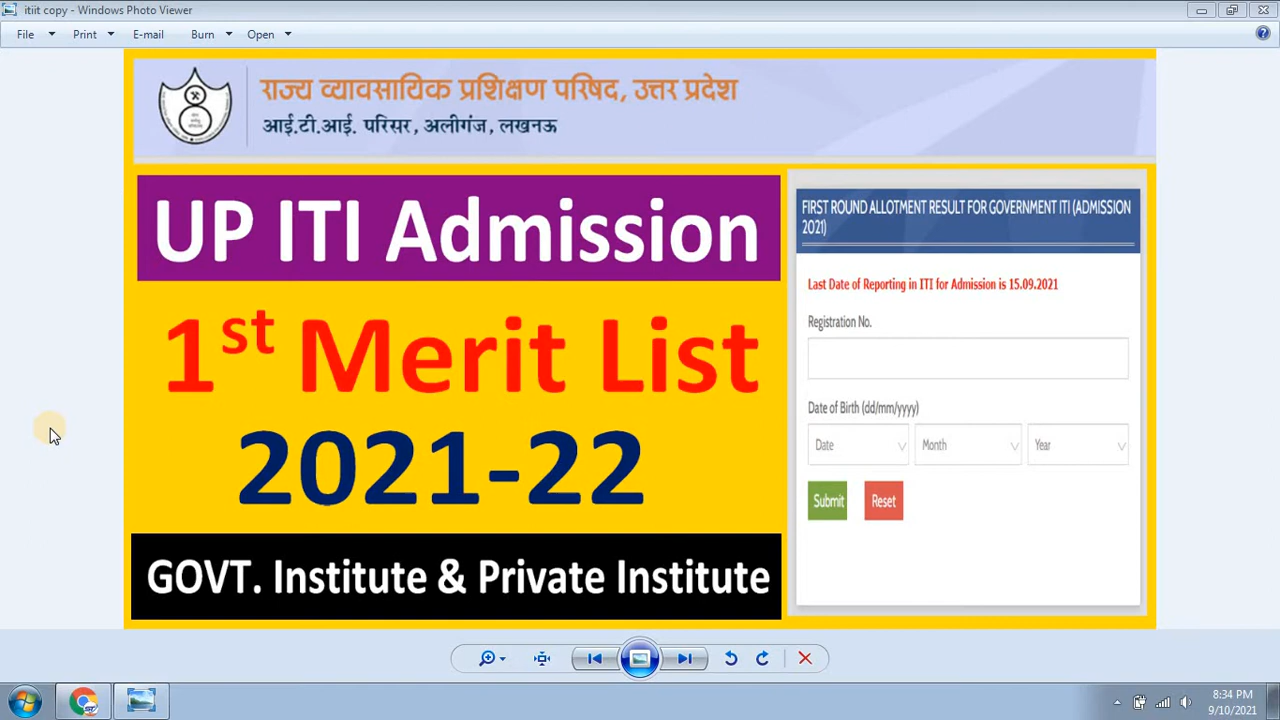 itiit copy - Windows Photo Viewer
File Print E-mail Burn Open
राज्य व्यावसायिक प्रशिक्षण परिषद, उत्तर प्रदेश
आई.टी.आई. परिसर, अलीगंज, लखनऊ
UP ITI Admission
1st Merit List
2021-22
GOVT. Institute & Private Institute
FIRST ROUND ALLOTMENT RESULT FOR GOVERNMENT ITI (ADMISSION
2021)
Last Date of Reporting in ITI for Admission is 15.09.2021
Registration No.
Date of Birth (dd/mm/yyyy)
Date Month Year
Submit Reset
8:34 PM
9/10/2021